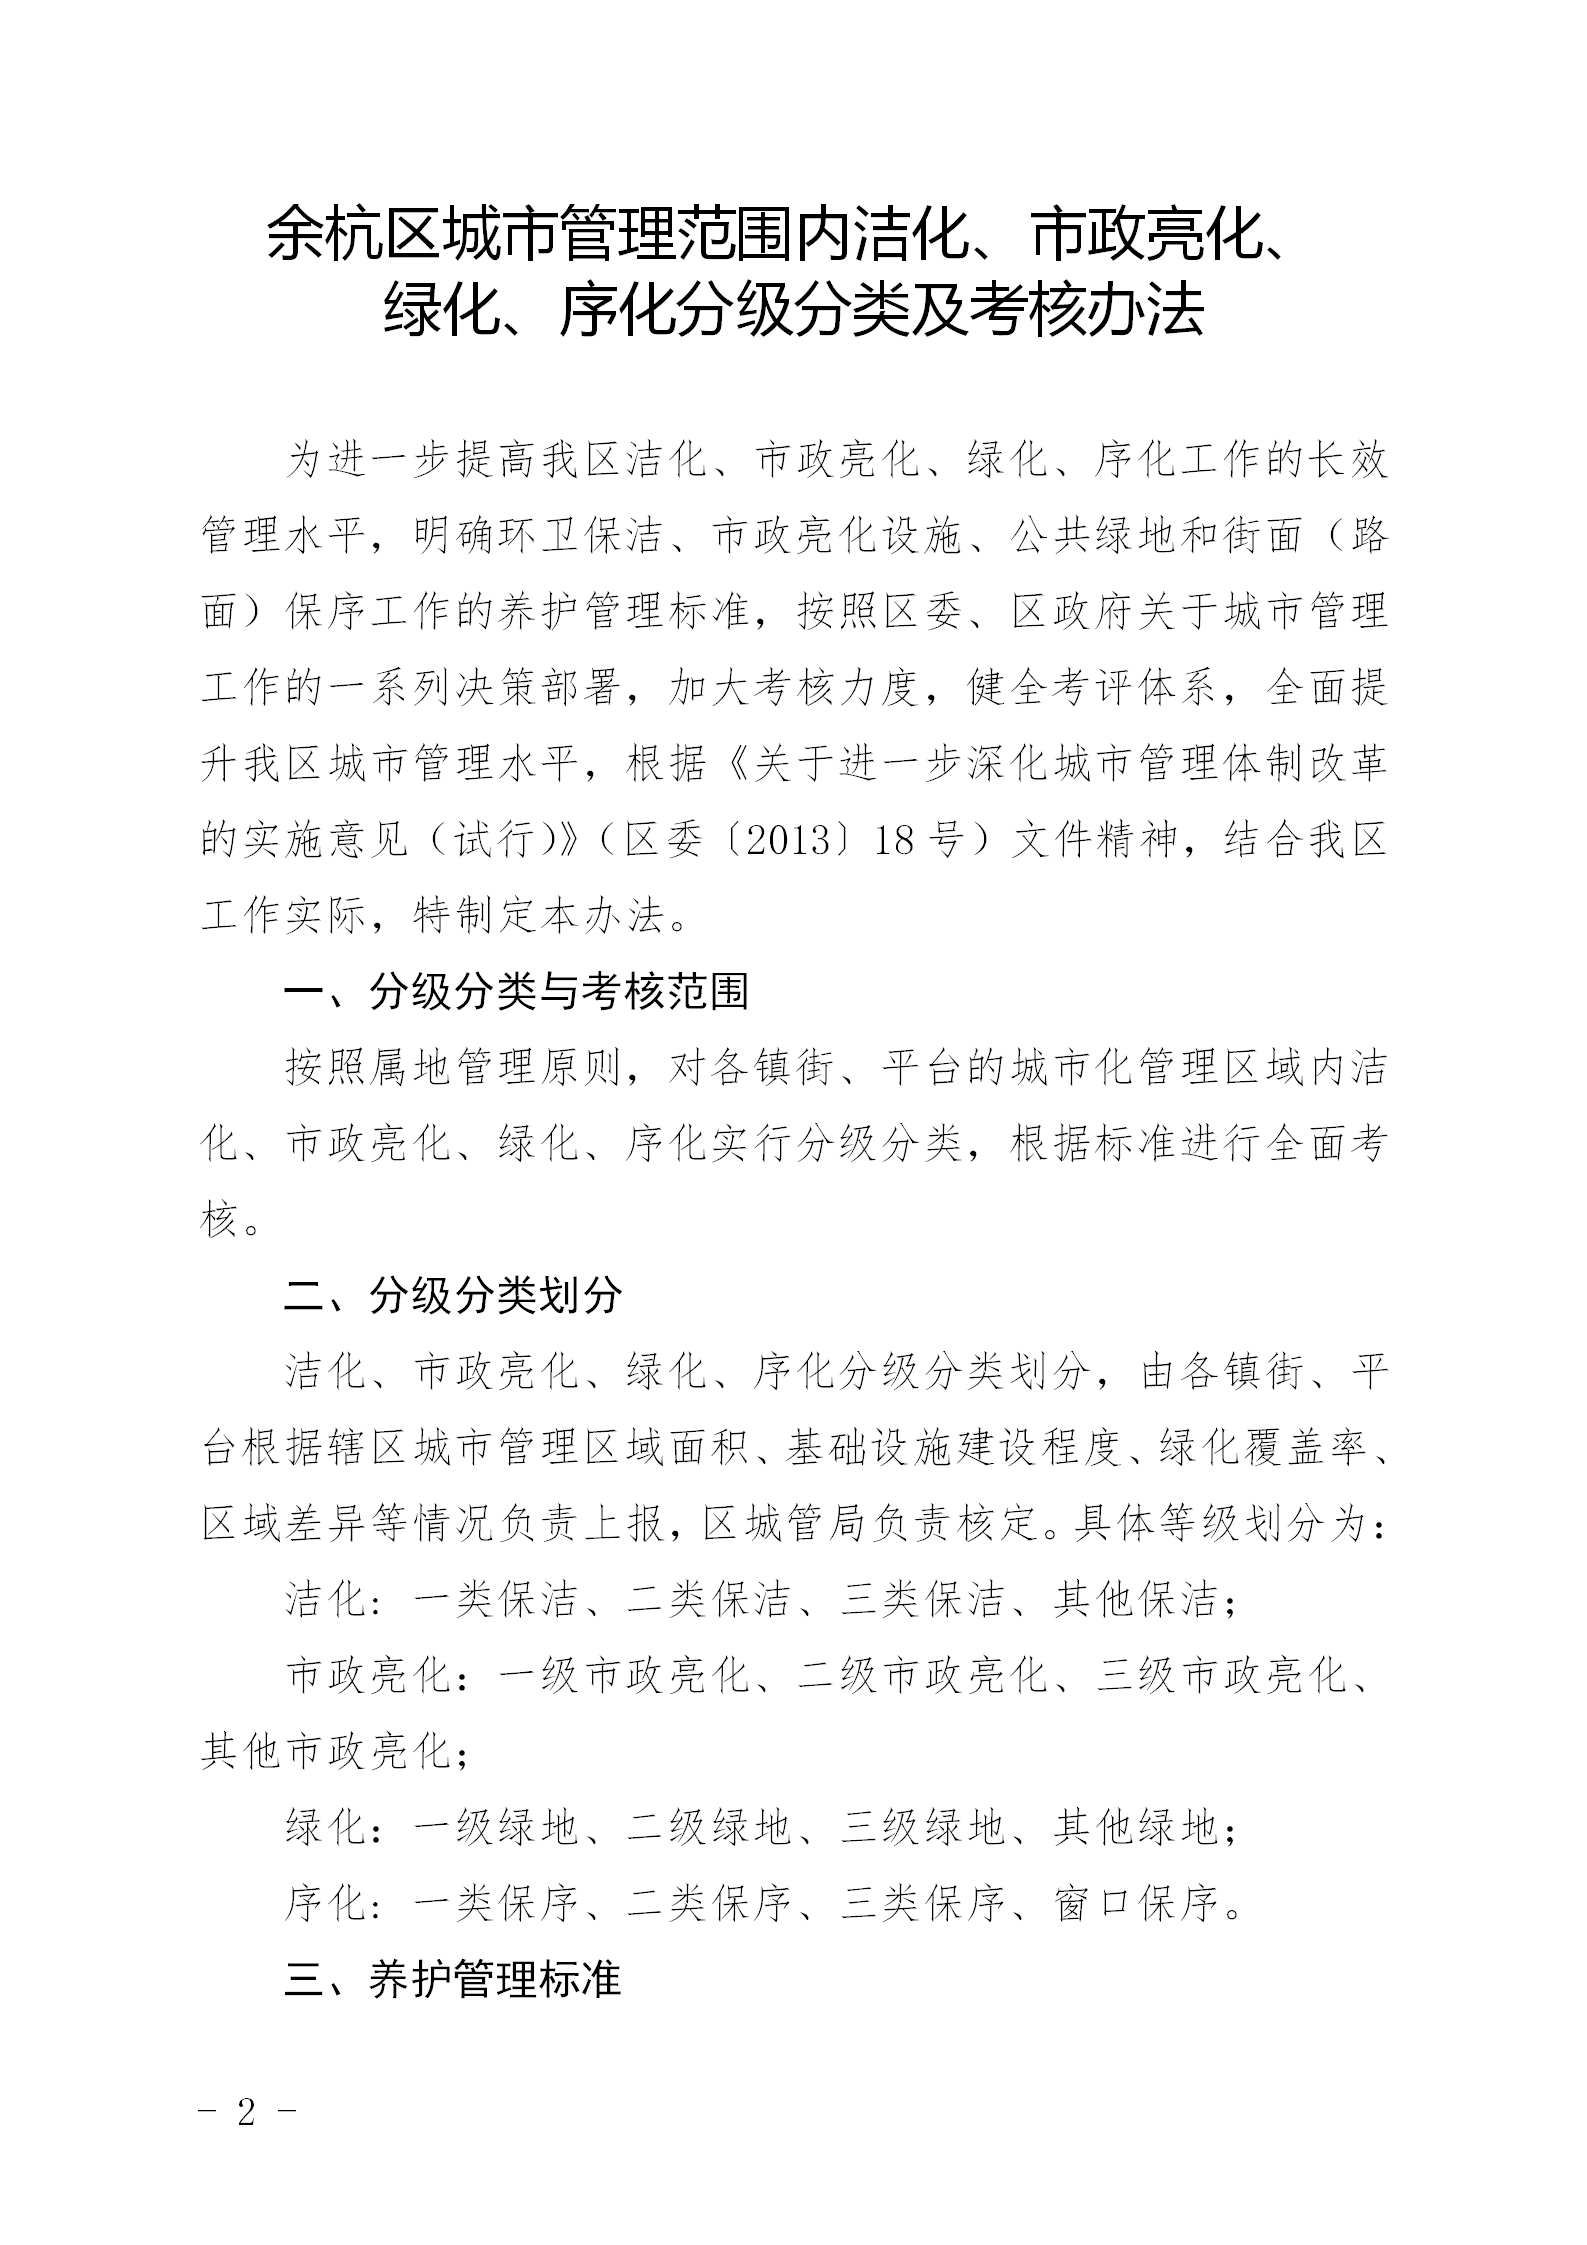 余杭区城市管理范围内洁化、市政亮化、
绿化、序化分级分类及考核办法
为进一步提高我区洁化、市政亮化、绿化、序化工作的长效
管理水平，明确环卫保洁、市政亮化设施、公共绿地和街面（路
面）保序工作的养护管理标准，按照区委、区政府关于城市管理
工作的一系列决策部署，加大考核力度，健全考评体系，全面提
升我区城市管理水平，根据《关于进一步深化城市管理体制改革
的实施意见（试行）》（区委〔2013〕18号）文件精神，结合我区
工作实际，特制定本办法。
一、分级分类与考核范围
按照属地管理原则，对各镇街、平台的城市化管理区域内洁
化、市政亮化、绿化、序化实行分级分类，根据标准进行全面考
核。
二、分级分类划分
洁化、市政亮化、绿化、序化分级分类划分，由各镇街、平
台根据辖区城市管理区域面积、基础设施建设程度、绿化覆盖率、
区域差异等情况负责上报，区城管局负责核定。具体等级划分为：
洁化：一类保洁、二类保洁、三类保洁、其他保洁；
市政亮化：一级市政亮化、二级市政亮化、三级市政亮化、
其他市政亮化；
绿化：一级绿地、二级绿地、三级绿地、其他绿地；
序化：一类保序、二类保序、三类保序、窗口保序。
三、养护管理标准
- 2 -